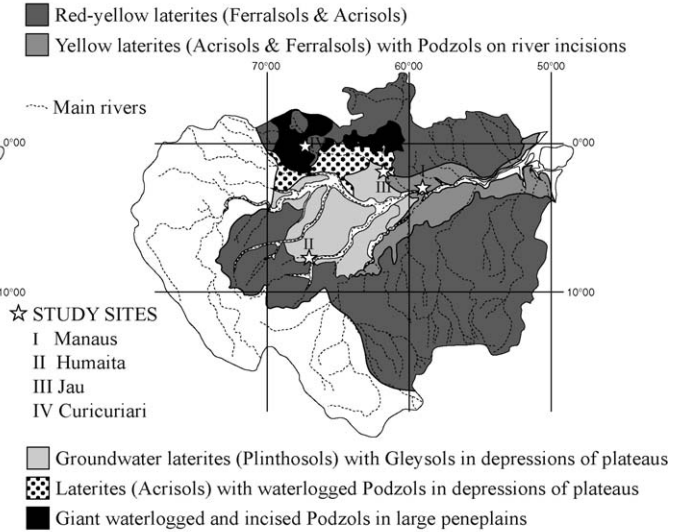 Red-yellow laterites (Ferralsols & Acrisols)
Yellow laterites (Acrisols & Ferralsols) with Podzols on river incisions
70°00 60°00 50°00
Main rivers
0°00 0°00
IV
III
I
II
10°00 10°00
STUDY SITES
I Manaus
II Humaita
III Jau
IV Curicuriari
Groundwater laterites (Plinthosols) with Gleysols in depressions of plateaus
Laterites (Acrisols) with waterlogged Podzols in depressions of plateaus
Giant waterlogged and incised Podzols in large peneplains